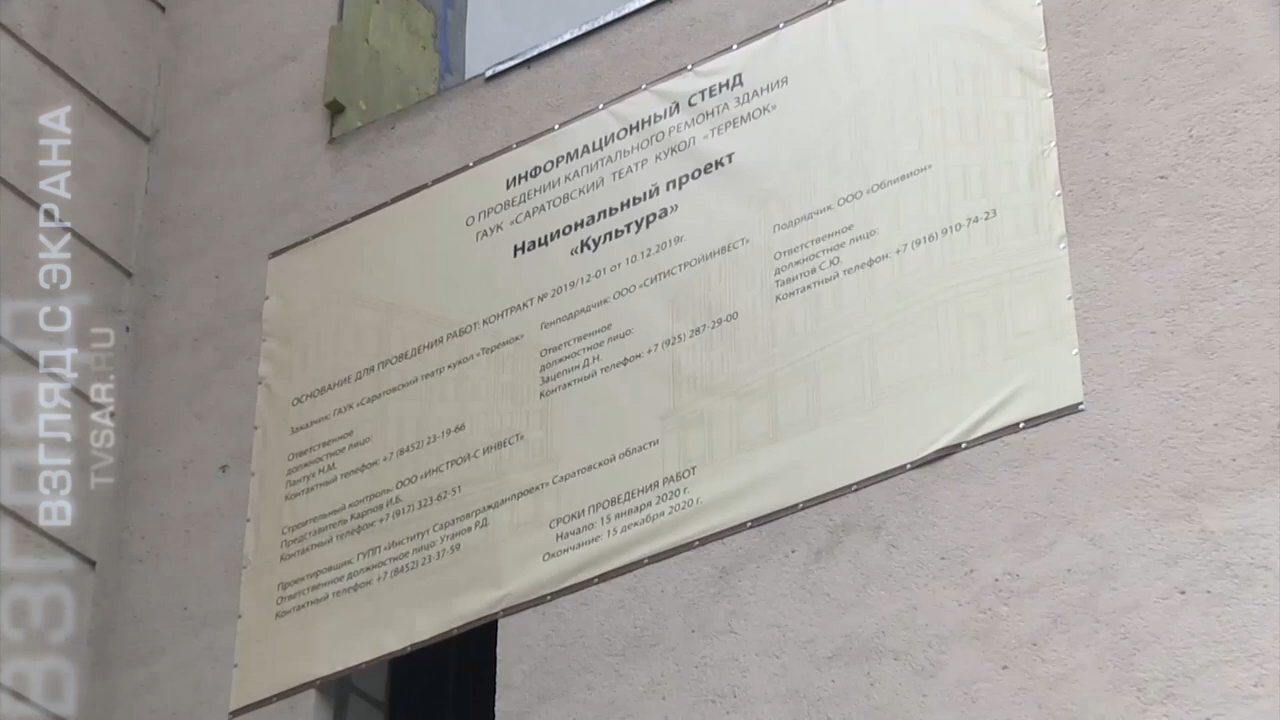 ИНФОРМАЦИОННЫЙ СТЕНД
О ПРОВЕДЕНИИ КАПИТАЛЬНОГО РЕМОНТА ЗДАНИЯ
ГАУК «САРАТОВСКИЙ ТЕАТР КУКОЛ «ТЕРЕМОК»
Национальный проект
«Культура»
ОСНОВАНИЕ ДЛЯ ПРОВЕДЕНИЯ РАБОТ: КОНТРАКТ № 2019/12-01 от 10.12.2019г.
Заказчик: ГАУК «Саратовский театр кукол «Теремок»
Ответственное
должностное лицо:
Пантук Н.М.
Контактный телефон: +7 (8452) 23-19-66
Генподрядчик: ООО «СИТИСТРОЙИНВЕСТ»
Ответственное
должностное лицо:
Зацепин Д.Н.
Контактный телефон: +7 (925) 287-29-00
Подрядчик: ООО «Обливион»
Ответственное
должностное лицо:
Тавитов С.Ю.
Контактный телефон: +7 (916) 910-74-23
Строительный контроль: ООО «ИНСТРОЙ-С ИНВЕСТ»
Представитель Карпов И.Б.
Контактный телефон: +7 (917) 323-62-51
Проектировщик: ГУПП «Институт Саратовгражданпроект» Саратовской области
Ответственное должностное лицо: Уганов Р.Д.
Контактный телефон: +7 (8452) 23-37-59
СРОКИ ПРОВЕДЕНИЯ РАБОТ
Начало: 15 января 2020 г.
Окончание: 15 декабря 2020 г.
ВЗГЛЯД С ЭКРАНА
TVSAR.RU
ВЗГЛЯД